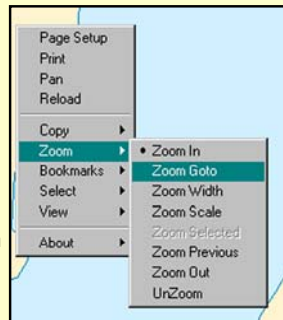 Page Setup
Print
Pan
Reload
Copy
Zoom
Bookmarks
Select
View
About
Zoom In
Zoom Goto
Zoom Width
Zoom Scale
Zoom Selected
Zoom Previous
Zoom Out
UnZoom